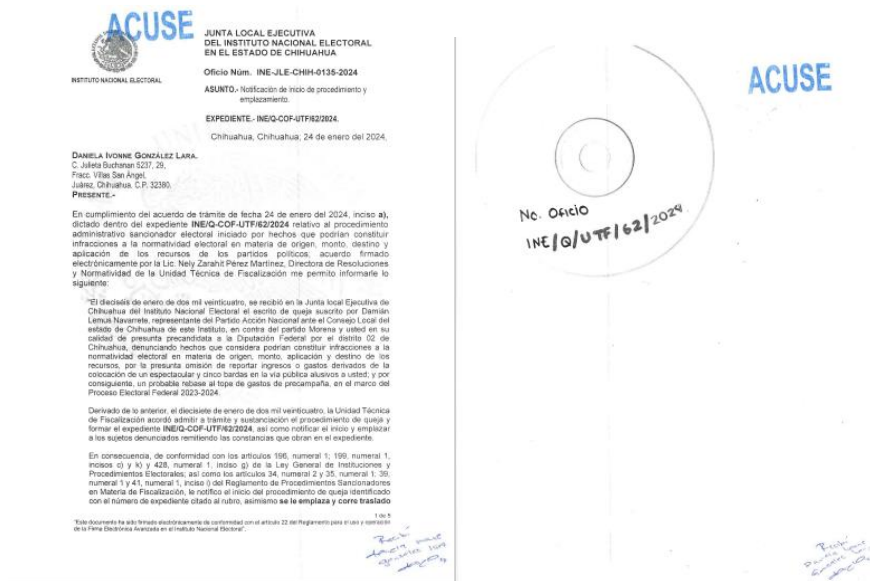 ACUSE
JUNTA LOCAL EJECUTIVA
DEL INSTITUTO NACIONAL ELECTORAL
EN EL ESTADO DE CHIHUAHUA
INSTITUTO NACIONAL ELECTORAL
Oficio Núm. INE-JLE-CHIH-0135-2024
ASUNTO.- Notificación de inicio de procedimiento y
emplazamiento.
EXPEDIENTE.- INE/Q-COF-UTF/62/2024.
Chihuahua, Chihuahua, 24 de enero del 2024.
DANIELA IVONNE GONZÁLEZ LARA.
C. Julieta Buchanan 5237, 29,
Fracc. Villas San Ángel,
Juárez, Chihuahua. C.P. 32380.
PRESENTE.-
En cumplimiento del acuerdo de trámite de fecha 24 de enero del 2024, inciso a),
dictado dentro del expediente INE/Q-COF-UTF/62/2024 relativo al procedimiento
administrativo sancionador electoral iniciado por hechos que podrían constituir
infracciones a la normatividad electoral en materia de origen, monto, destino y
aplicación de los recursos de los partidos políticos; acuerdo firmado
electrónicamente por la Lic. Nely Zarahit Pérez Martínez, Directora de Resoluciones
y Normatividad de la Unidad Técnica de Fiscalización me permito informarle lo
siguiente:
"El dieciséis de enero de dos mil veinticuatro, se recibió en la Junta local Ejecutiva de
Chihuahua del Instituto Nacional Electoral el escrito de queja suscrito por Damián
Lemus Navarrete, representante del Partido Acción Nacional ante el Consejo Local del
estado de Chihuahua de este Instituto, en contra del partido Morena y usted en su
calidad de presunta precandidata a la Diputación Federal por el distrito 02 de
Chihuahua, denunciando hechos que considera podrían constituir infracciones a la
normatividad electoral en materia de origen, monto, aplicación y destino de los
recursos, por la presunta omisión de reportar ingresos o gastos derivados de la
colocación de un espectacular y cinco bardas en la vía pública alusivos a usted; y por
consiguiente, un probable rebase al tope de gastos de precampaña, en el marco del
Proceso Electoral Federal 2023-2024.
Derivado de lo anterior, el diecisiete de enero de dos mil veinticuatro, la Unidad Técnica
de Fiscalización acordó admitir a trámite y sustanciación el procedimiento de queja y
formar el expediente INE/Q-COF-UTF/62/2024, así como notificar el inicio y emplazar
a los sujetos denunciados remitiendo las constancias que obran en el expediente.
En consecuencia, de conformidad con los artículos 196, numeral 1; 199, numeral 1,
incisos c) y k) y 428, numeral 1, inciso g) de la Ley General de Instituciones y
Procedimientos Electorales; así como los artículos 34, numeral 2 y 35, numeral 1; 39,
numeral 1 y 41, numeral 1, inciso i) del Reglamento de Procedimientos Sancionadores
en Materia de Fiscalización, le notifico el inicio del procedimiento de queja identificado
con el número de expediente citado al rubro, asimismo se le emplaza y corre traslado
1 de 5
"Este documento ha sido firmado electrónicamente de conformidad con el artículo 22 del Reglamento para el uso y operación
de la Firma Electrónica Avanzada en el Instituto Nacional Electoral".
Recibí
ACUSE
No. Oficio
INE/Q/UTF/62/2024
Recibí